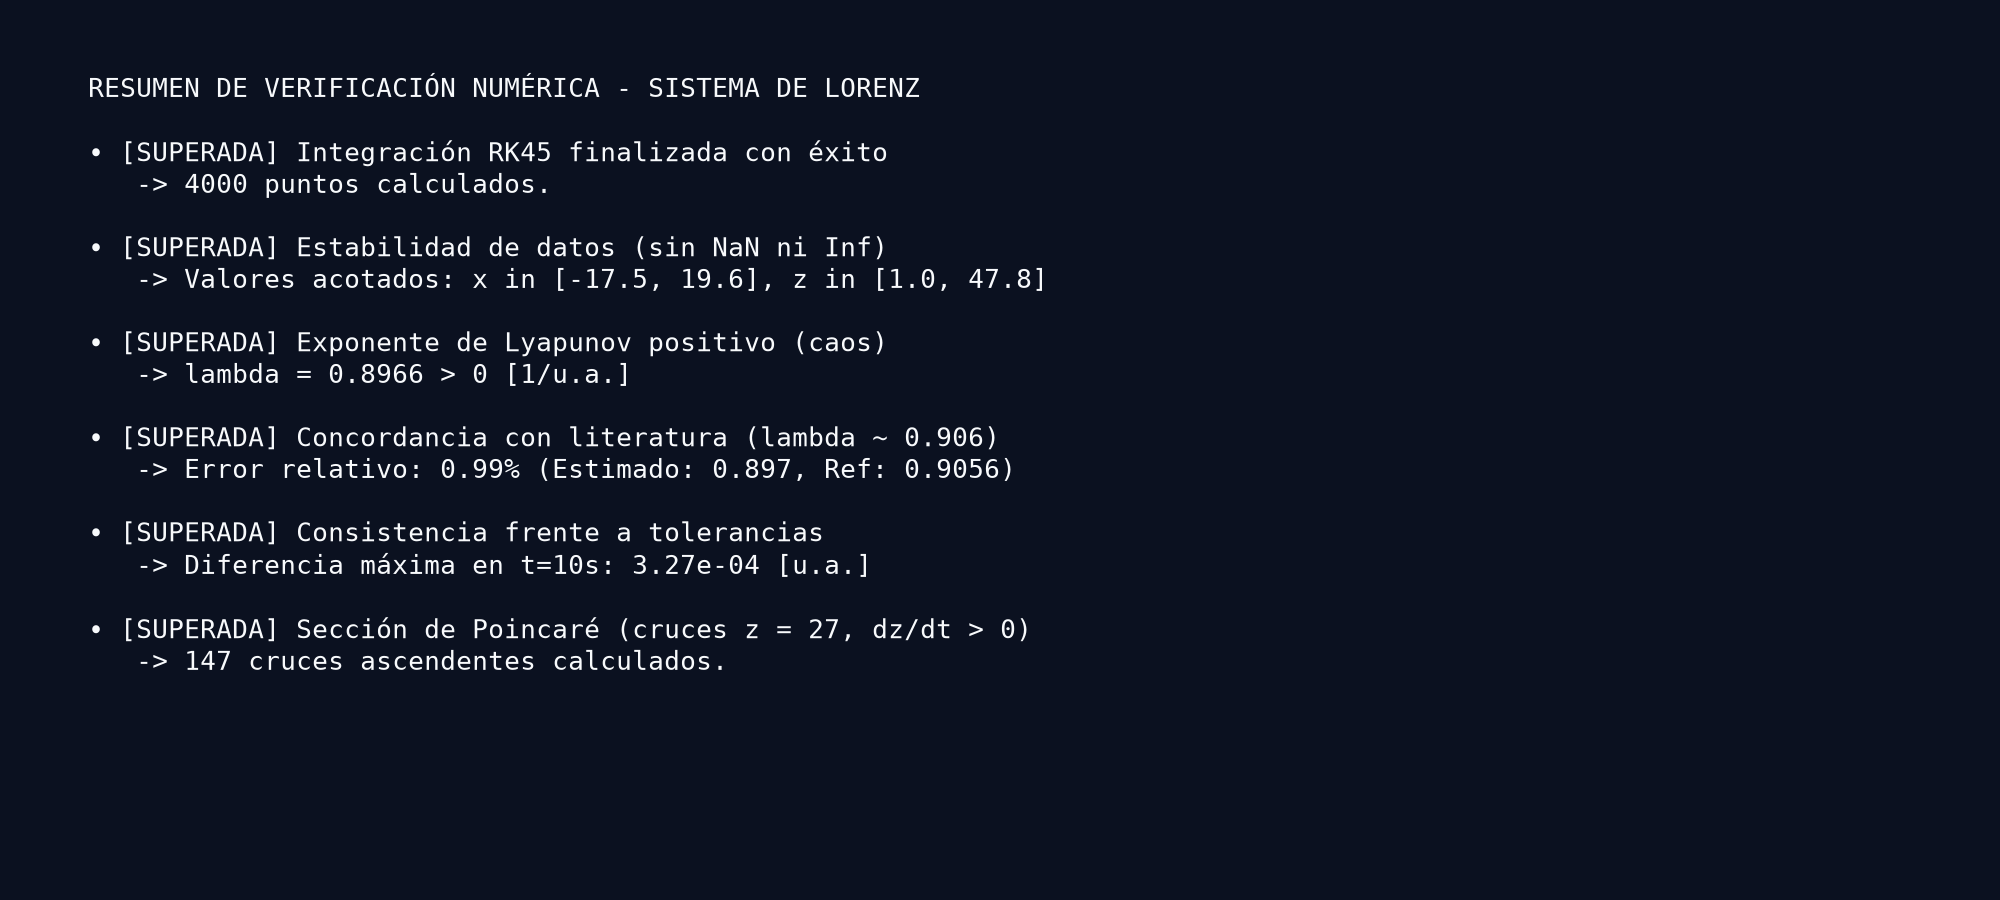 RESUMEN DE VERIFICACIÓN NUMÉRICA - SISTEMA DE LORENZ
• [SUPERADA] Integración RK45 finalizada con éxito
-> 4000 puntos calculados.
• [SUPERADA] Estabilidad de datos (sin NaN ni Inf)
-> Valores acotados: x in [-17.5, 19.6], z in [1.0, 47.8]
• [SUPERADA] Exponente de Lyapunov positivo (caos)
-> lambda = 0.8966 > 0 [1/u.a.]
• [SUPERADA] Concordancia con literatura (lambda ~ 0.906)
-> Error relativo: 0.99% (Estimado: 0.897, Ref: 0.9056)
• [SUPERADA] Consistencia frente a tolerancias
-> Diferencia máxima en t=10s: 3.27e-04 [u.a.]
• [SUPERADA] Sección de Poincaré (cruces z = 27, dz/dt > 0)
-> 147 cruces ascendentes calculados.